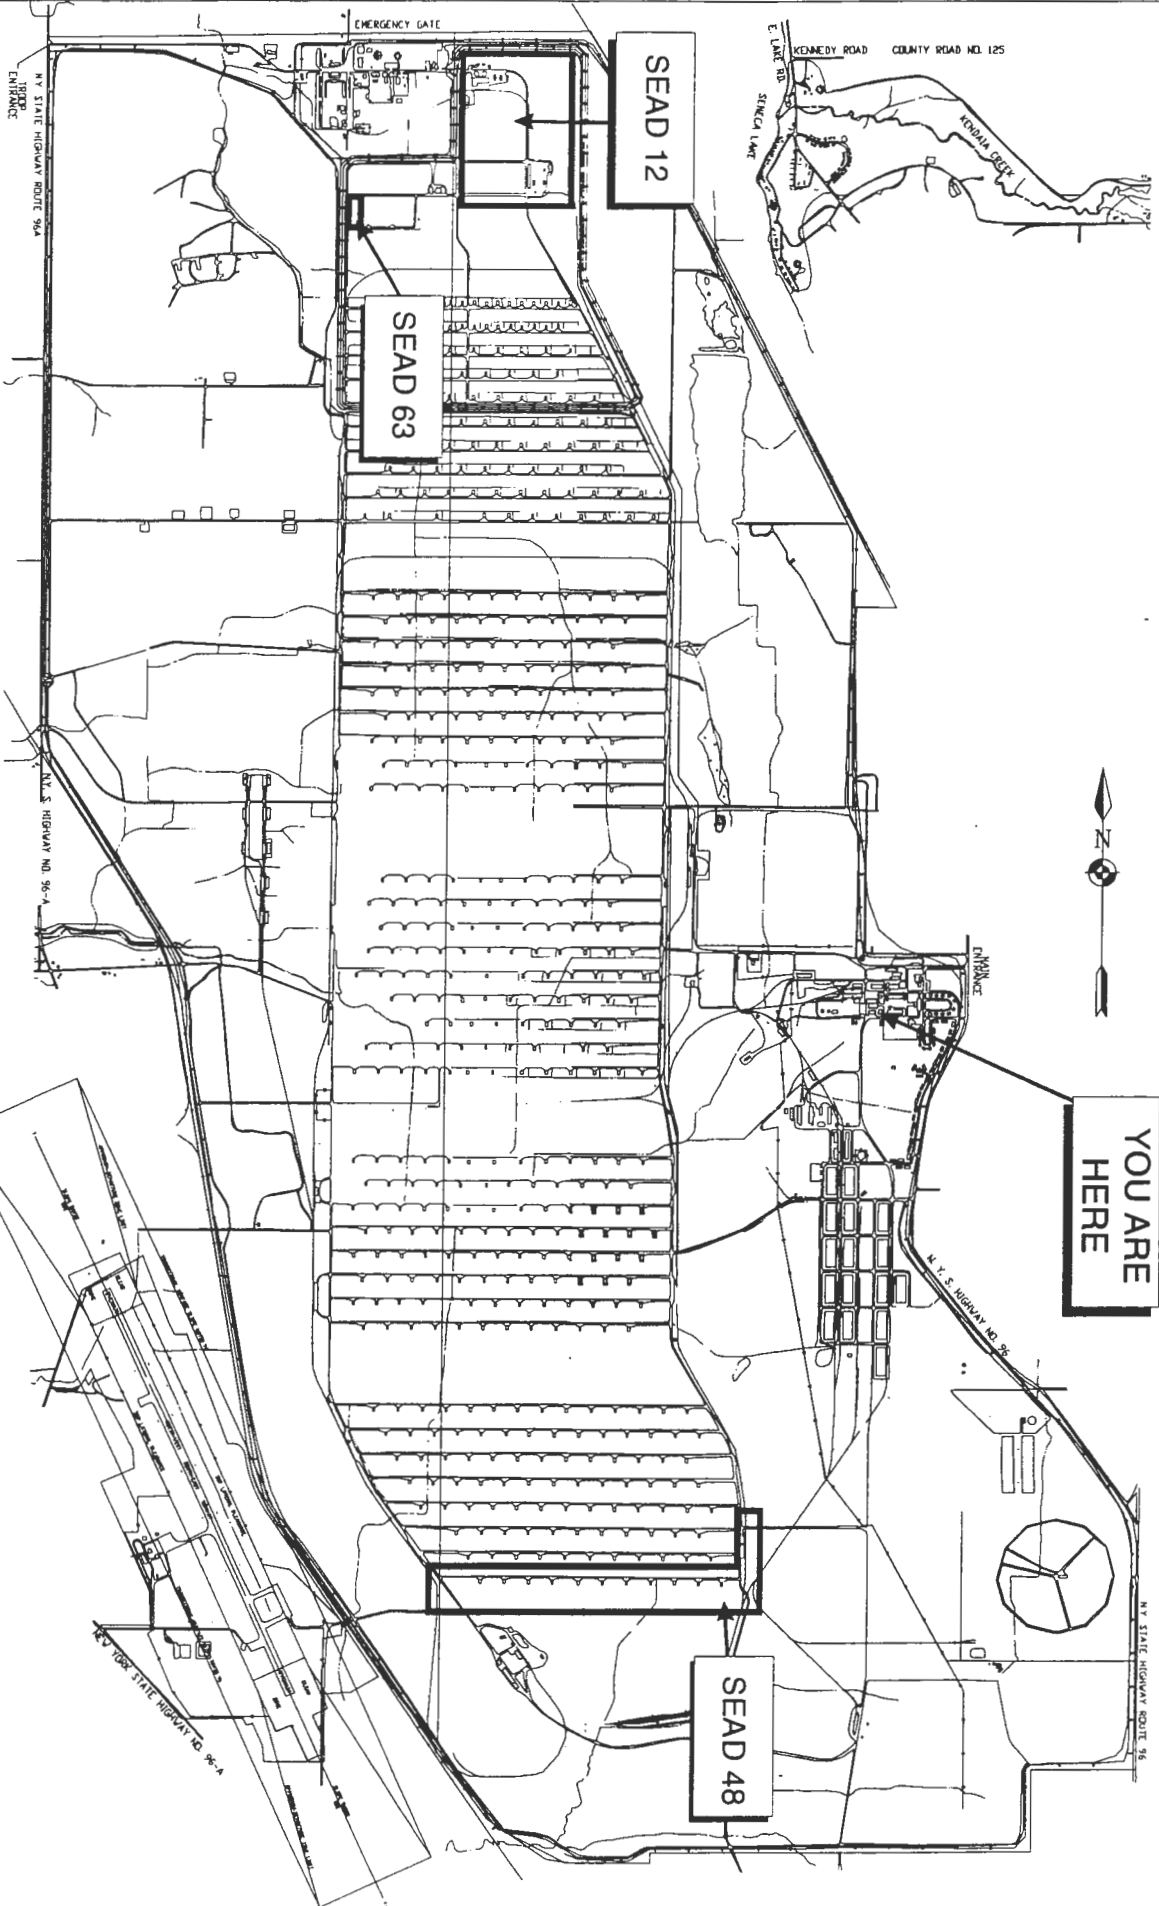 EMERGENCY GATE
KENNEDY ROAD
COUNTY ROAD NO. 125
E. LAKE RD.
SENECA LAKE
KENDAIA CREEK
TROOP
ENTRANCE
NY STATE HIGHWAY ROUTE 96A
SEAD 12
SEAD 63
N.Y. S. HIGHWAY NO. 96-A
N
MAIN
ENTRANCE
YOU ARE
HERE
N. Y. S. HIGHWAY NO. 96
NY STATE HIGHWAY ROUTE 96
SEAD 48
NEW YORK STATE HIGHWAY NO. 96-A